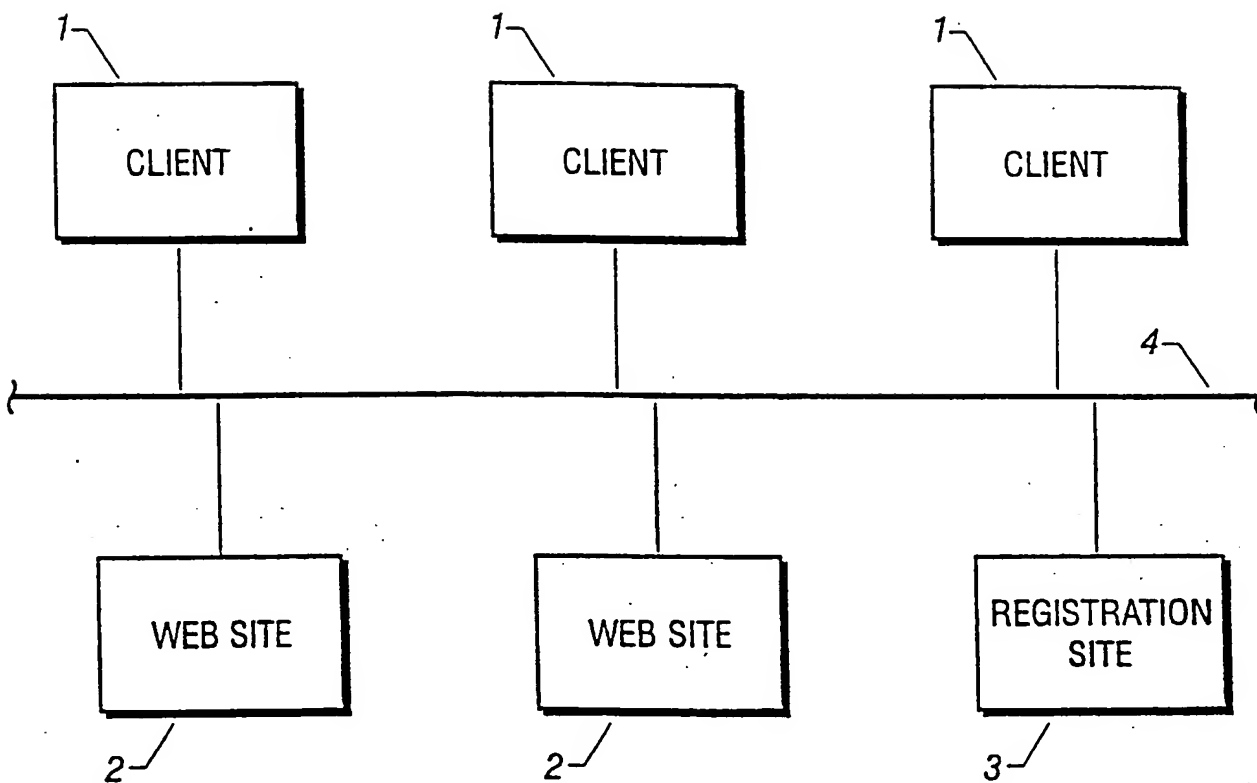 1 1 1
CLIENT CLIENT CLIENT
4
WEB SITE WEB SITE REGISTRATION
SITE
2 2 3